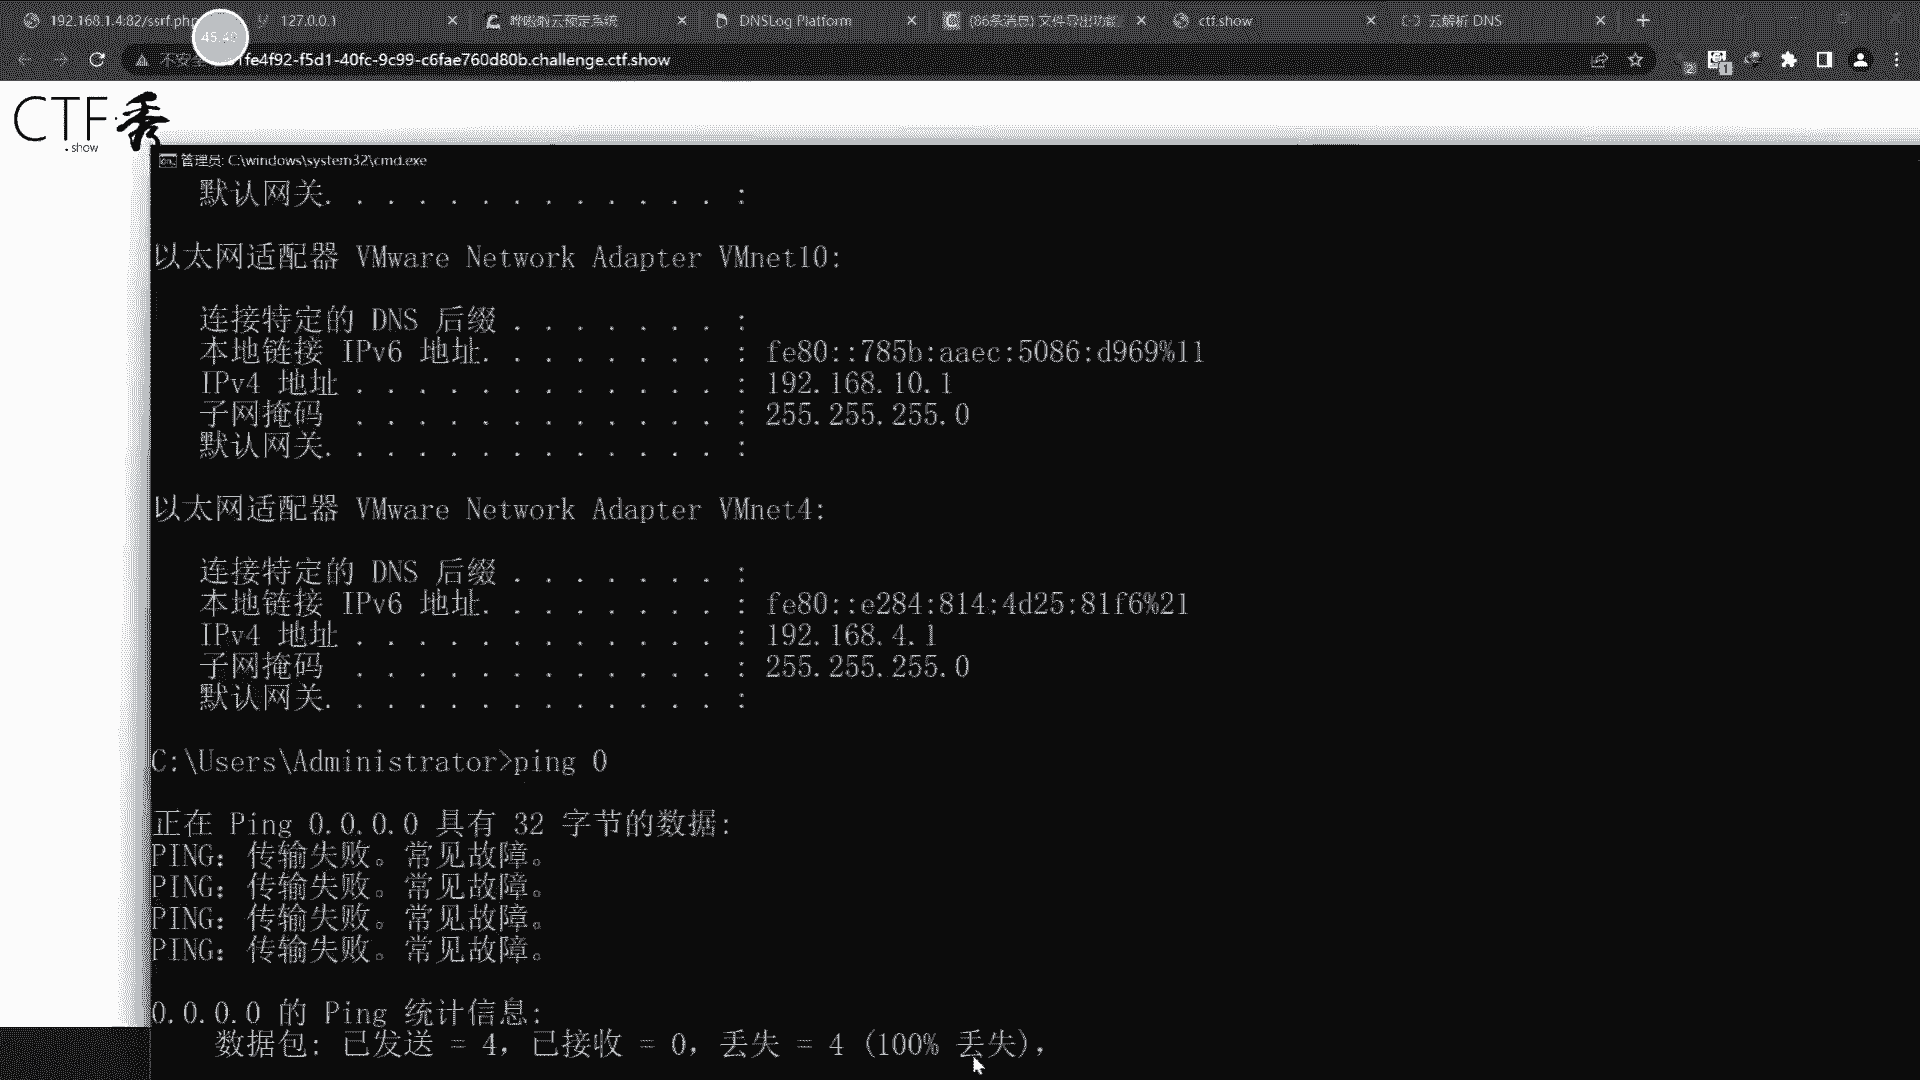 192.168.1.4:82/ssrf.php
127.0.0.1
哗啦啦云预定系统
DNSLog Platform
(86条消息) 文件导出功能
ctf.show
云解析 DNS
45:40
不安全
1fe4f92-f5d1-40fc-9c99-c6fae760d80b.challenge.ctf.show
2
1
CTF·秀
.show
管理员: C:\windows\system32\cmd.exe
默认网关. . . . . . . . . . . . . :
以太网适配器 VMware Network Adapter VMnet10:
连接特定的 DNS 后缀 . . . . . . . :
本地链接 IPv6 地址. . . . . . . . : fe80::785b:aaec:5086:d969%11
IPv4 地址 . . . . . . . . . . . . : 192.168.10.1
子网掩码 . . . . . . . . . . . . : 255.255.255.0
默认网关. . . . . . . . . . . . . :
以太网适配器 VMware Network Adapter VMnet4:
连接特定的 DNS 后缀 . . . . . . . :
本地链接 IPv6 地址. . . . . . . . : fe80::e284:814:4d25:81f6%21
IPv4 地址 . . . . . . . . . . . . : 192.168.4.1
子网掩码 . . . . . . . . . . . . : 255.255.255.0
默认网关. . . . . . . . . . . . . :
C:\Users\Administrator>ping 0
正在 Ping 0.0.0.0 具有 32 字节的数据:
PING: 传输失败。常见故障。
PING: 传输失败。常见故障。
PING: 传输失败。常见故障。
PING: 传输失败。常见故障。
0.0.0.0 的 Ping 统计信息:
数据包: 已发送 = 4, 已接收 = 0, 丢失 = 4 (100% 丢失),